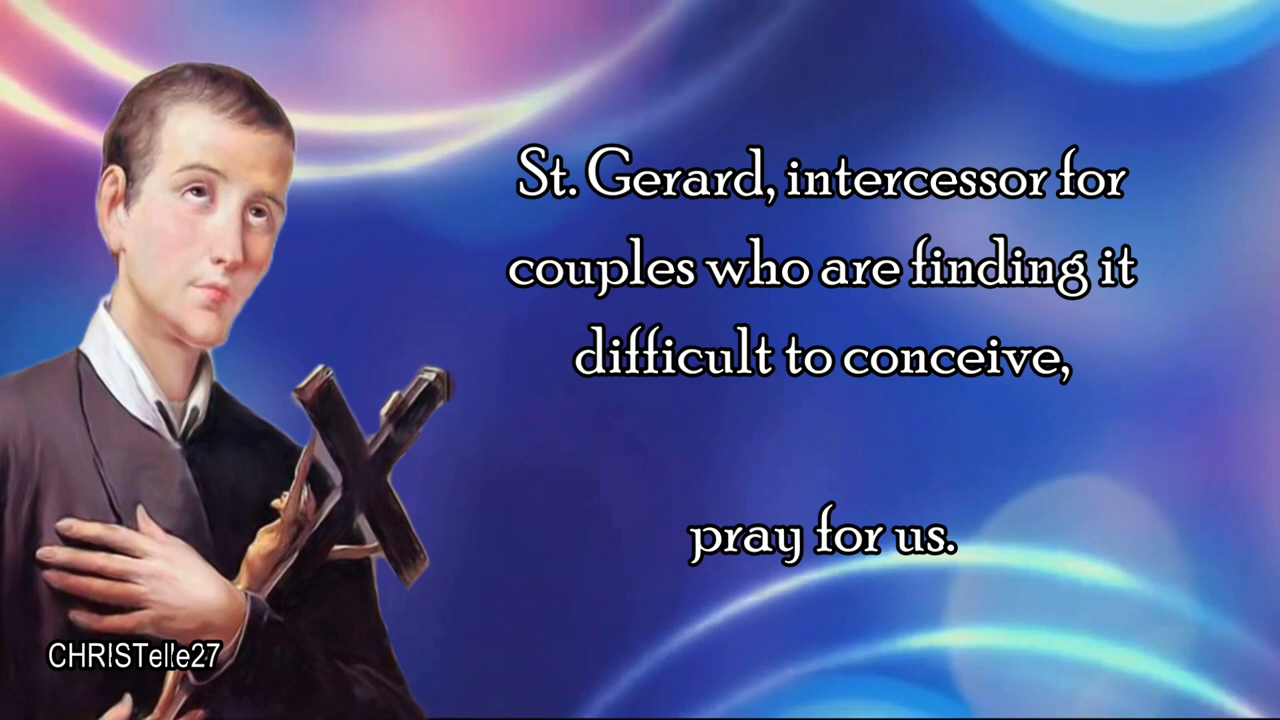 St. Gerard, intercessor for
couples who are finding it
difficult to conceive,
pray for us.
CHRISTelle27